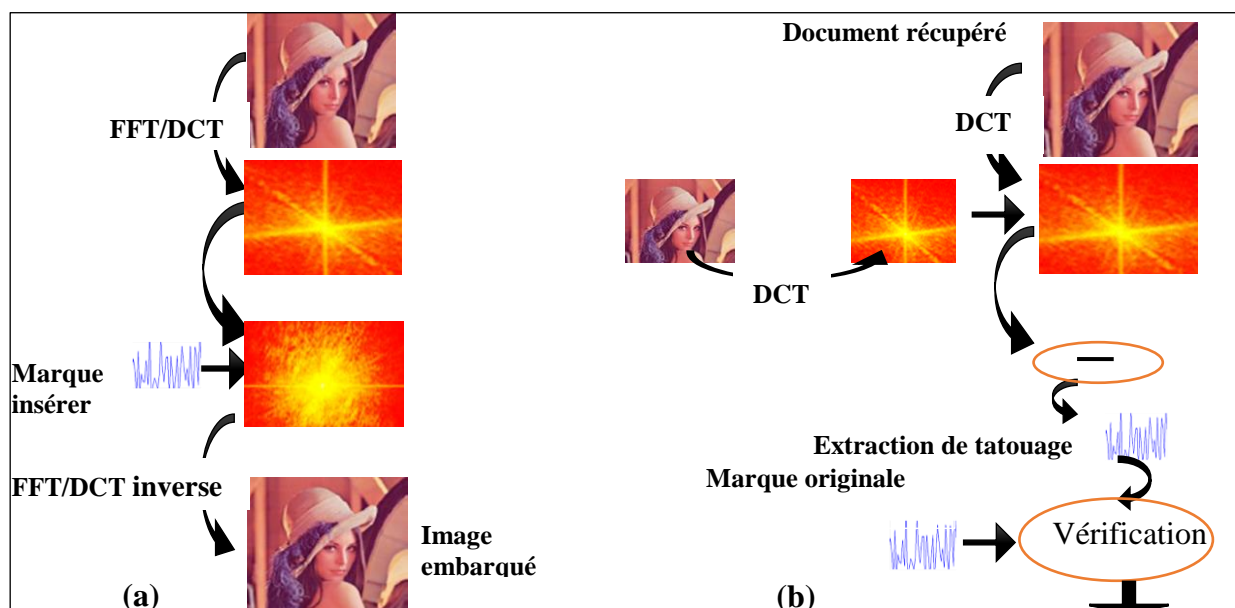 FFT/DCT
Marque
insérer
FFT/DCT inverse
Image
embarqué
(a)
Document récupéré
DCT
DCT
Extraction de tatouage
Marque originale
Vérification
(b)